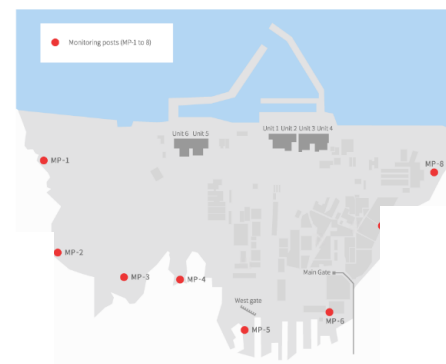 Monitoring posts (MP-1 to 8)
Unit 6 Unit 5
Unit 1 Unit 2 Unit 3 Unit 4
MP-1
MP-8
MP-2
MP-3
MP-4
Main Gate
West gate
MP-6
MP-5